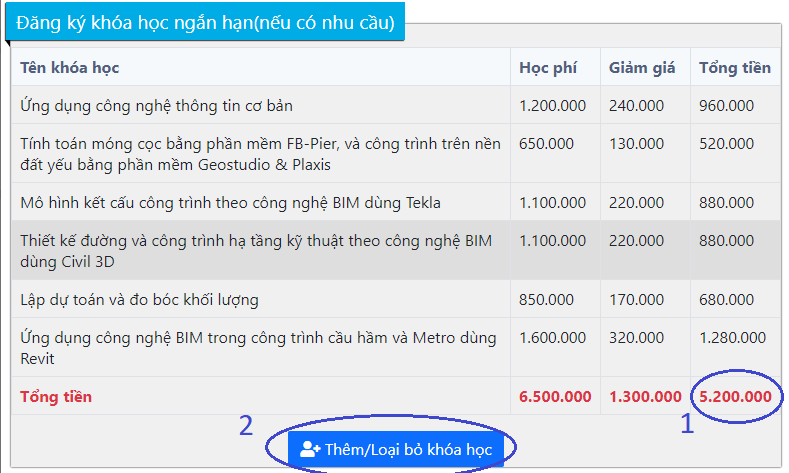 Đăng ký khóa học ngắn hạn(nếu có nhu cầu)
Tên khóa học Học phí Giảm giá Tổng tiền
Ứng dụng công nghệ thông tin cơ bản 1.200.000 240.000 960.000
Tính toán móng cọc bằng phần mềm FB-Pier, và công trình trên nền 650.000 130.000 520.000
đất yếu bằng phần mềm Geostudio & Plaxis
Mô hình kết cấu công trình theo công nghệ BIM dùng Tekla 1.100.000 220.000 880.000
Thiết kế đường và công trình hạ tầng kỹ thuật theo công nghệ BIM 1.100.000 220.000 880.000
dùng Civil 3D
Lập dự toán và đo bóc khối lượng 850.000 170.000 680.000
Ứng dụng công nghệ BIM trong công trình cầu hầm và Metro dùng 1.600.000 320.000 1.280.000
Revit
Tổng tiền 6.500.000 1.300.000 5.200.000
1
2
Thêm/Loại bỏ khóa học